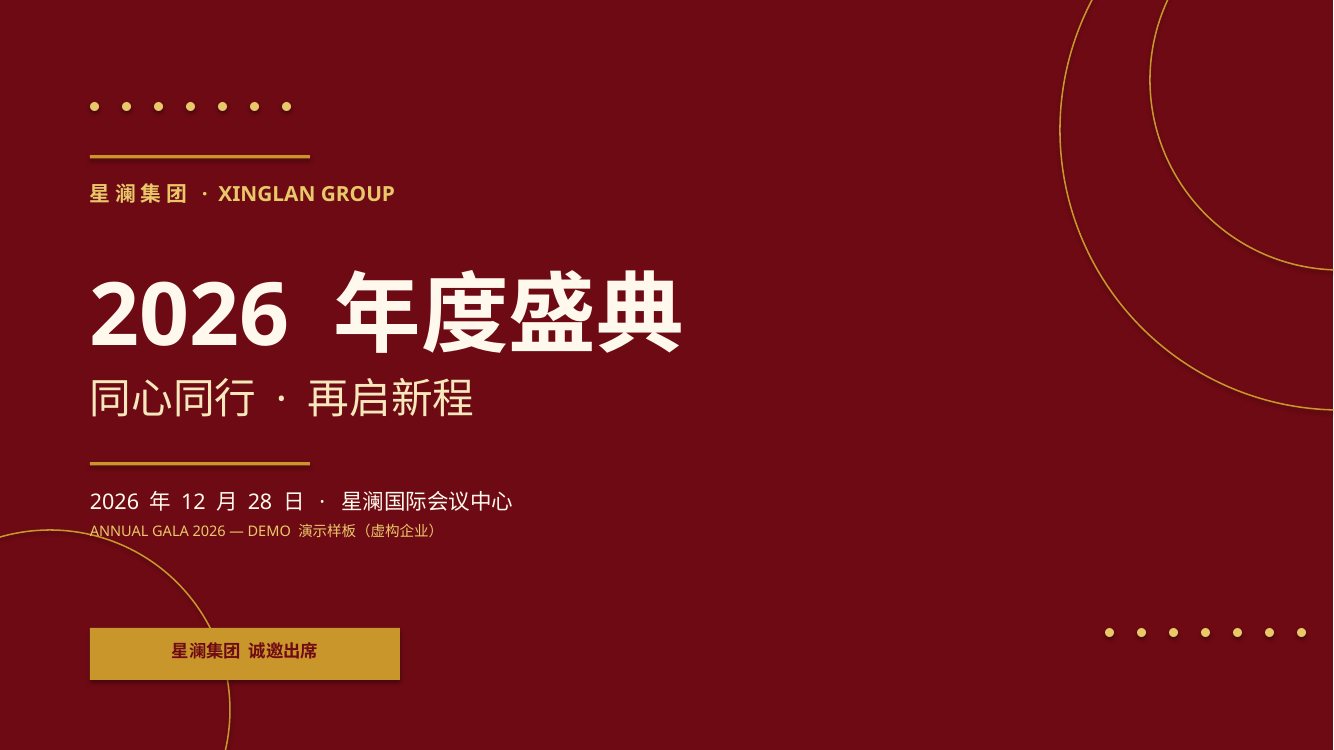 星澜集团 · XINGLAN GROUP
2026 年度盛典
同心同行 · 再启新程
2026 年 12 月 28 日 · 星澜国际会议中心
ANNUAL GALA 2026 — DEMO 演示样板（虚构企业）
星澜集团 诚邀出席